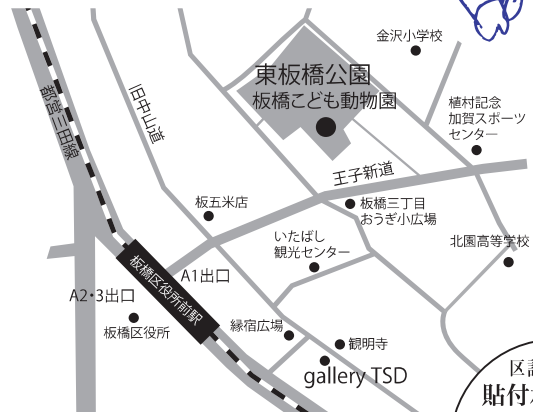 金沢小学校
東板橋公園
板橋こども動物園
植村記念
加賀スポーツ
センター
都営三田線
旧中山道
王子新道
板五米店
板橋三丁目
おうぎ小広場
いたばし
観光センター
北園高等学校
A1出口
板橋区役所前駅
A2・3出口
板橋区役所
縁宿広場
観明寺
gallery TSD
貼付